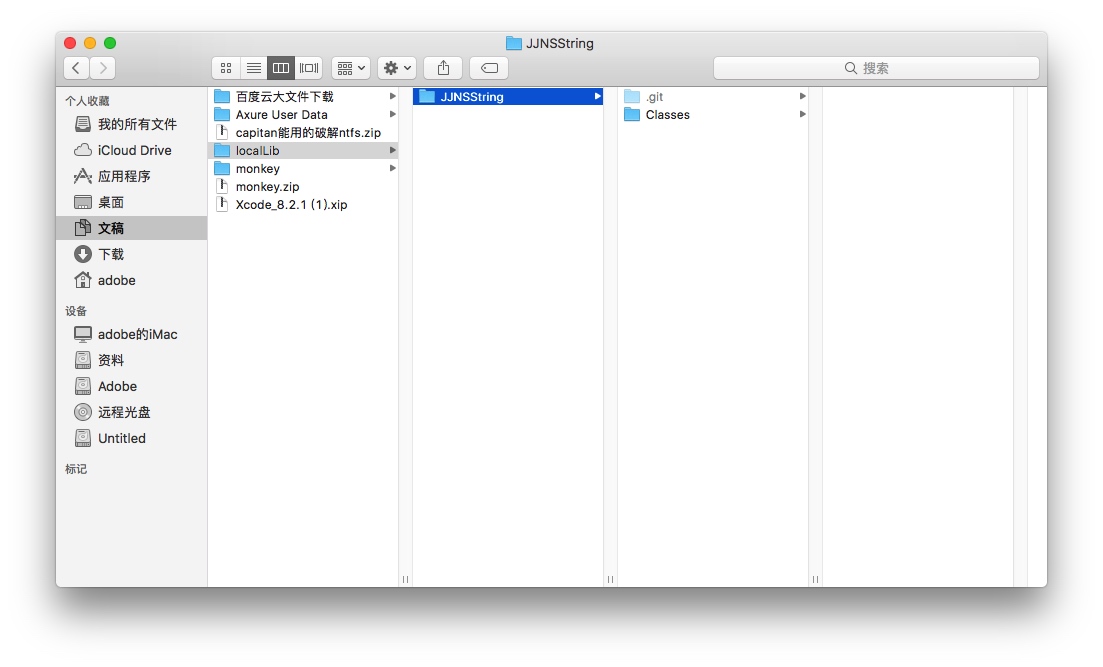 JJNSString
搜索
个人收藏
我的所有文件
iCloud Drive
应用程序
桌面
文稿
下载
adobe
设备
adobe的iMac
资料
Adobe
远程光盘
Untitled
标记
百度云大文件下载
Axure User Data
capitan能用的破解ntfs.zip
localLib
monkey
monkey.zip
Xcode_8.2.1 (1).xip
JJNSString
.git
Classes